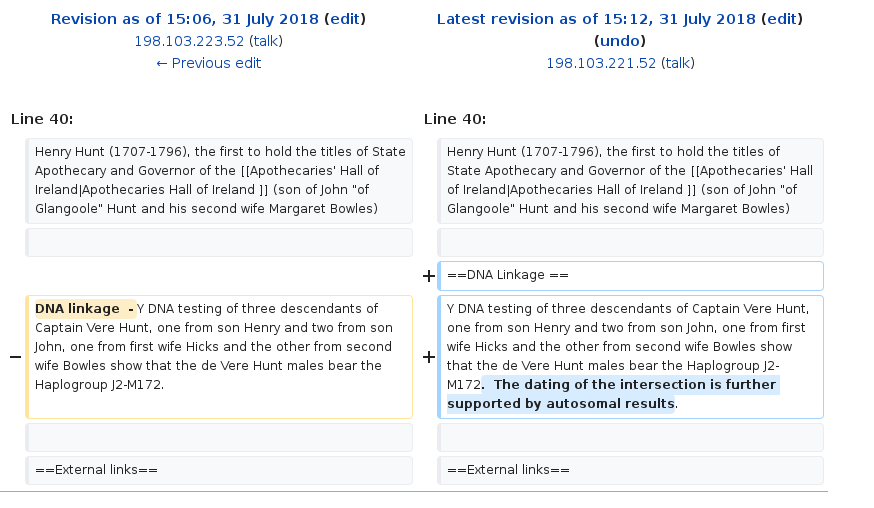 Revision as of 15:06, 31 July 2018 (edit)
198.103.223.52 (talk)
← Previous edit
Latest revision as of 15:12, 31 July 2018 (edit)
(undo)
198.103.221.52 (talk)
Line 40:
Line 40:
Henry Hunt (1707-1796), the first to hold the titles of State
Apothecary and Governor of the [[Apothecaries' Hall of
Ireland|Apothecaries Hall of Ireland ]] (son of John "of
Glangoole" Hunt and his second wife Margaret Bowles)
Henry Hunt (1707-1796), the first to hold the titles of
State Apothecary and Governor of the [[Apothecaries' Hall
of Ireland|Apothecaries Hall of Ireland ]] (son of John "of
Glangoole" Hunt and his second wife Margaret Bowles)
+ ==DNA Linkage ==
− DNA linkage  - Y DNA testing of three descendants of
Captain Vere Hunt, one from son Henry and two from son
John, one from first wife Hicks and the other from second
wife Bowles show that the de Vere Hunt males bear the
Haplogroup J2-M172.
+ Y DNA testing of three descendants of Captain Vere Hunt,
one from son Henry and two from son John, one from first
wife Hicks and the other from second wife Bowles show
that the de Vere Hunt males bear the Haplogroup J2-
M172.  The dating of the intersection is further
supported by autosomal results.
==External links==
==External links==